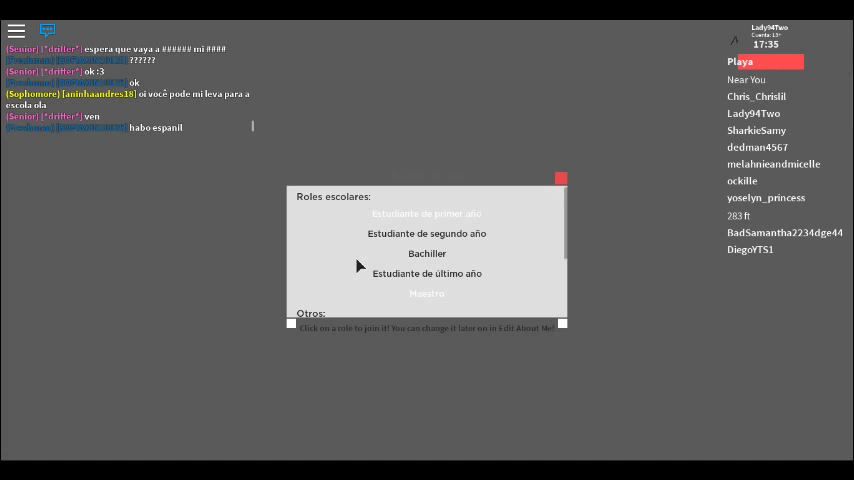 (Senior) [*drifter*] espera que vaya a ###### mi ####
??????
(Senior) [*drifter*] ok :3
ok
(Sophomore) [aninhaandres18] oi você pode mi leva para a
escola ola
(Senior) [*drifter*] ven
habo espanil
Lady94Two
Cuenta: 13+
17:35
Playa
Near You
Chris_Chrislil
Lady94Two
SharkieSamy
dedman4567
melahnieandmicelle
ockille
yoselyn_princess
283 ft
BadSamantha2234dge44
DiegoYTS1
Roles escolares:
Estudiante de primer año
Estudiante de segundo año
Bachiller
Estudiante de último año
Maestro
Otros:
Click on a role to join it! You can change it later on in Edit About Me!